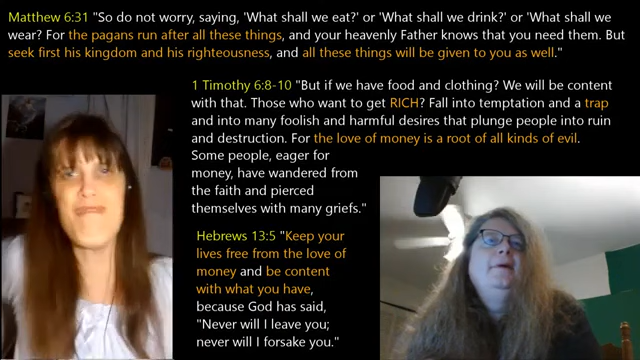 Matthew 6:31 "So do not worry, saying, 'What shall we eat?' or 'What shall we drink?' or 'What shall we
wear?' For the pagans run after all these things, and your heavenly Father knows that you need them. But
seek first his kingdom and his righteousness, and all these things will be given to you as well."
1 Timothy 6:8-10 "But if we have food and clothing? We will be content
with that. Those who want to get RICH? Fall into temptation and a trap
and into many foolish and harmful desires that plunge people into ruin
and destruction. For the love of money is a root of all kinds of evil.
Some people, eager for
money, have wandered from
the faith and pierced
themselves with many griefs."
Hebrews 13:5 "Keep your
lives free from the love of
money and be content
with what you have,
because God has said,
"Never will I leave you;
never will I forsake you."